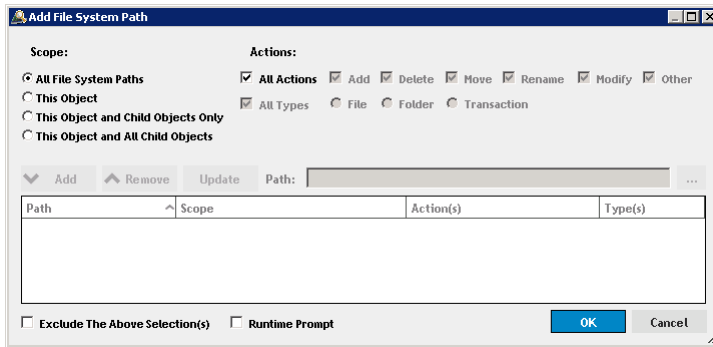 Add File System Path
Scope: Actions:
All File System Paths All Actions Add Delete Move Rename Modify Other
This Object All Types File Folder Transaction
This Object and Child Objects Only
This Object and All Child Objects
Add Remove Update Path: ...
Path Scope Action(s) Type(s)
Exclude The Above Selection(s) Runtime Prompt OK Cancel